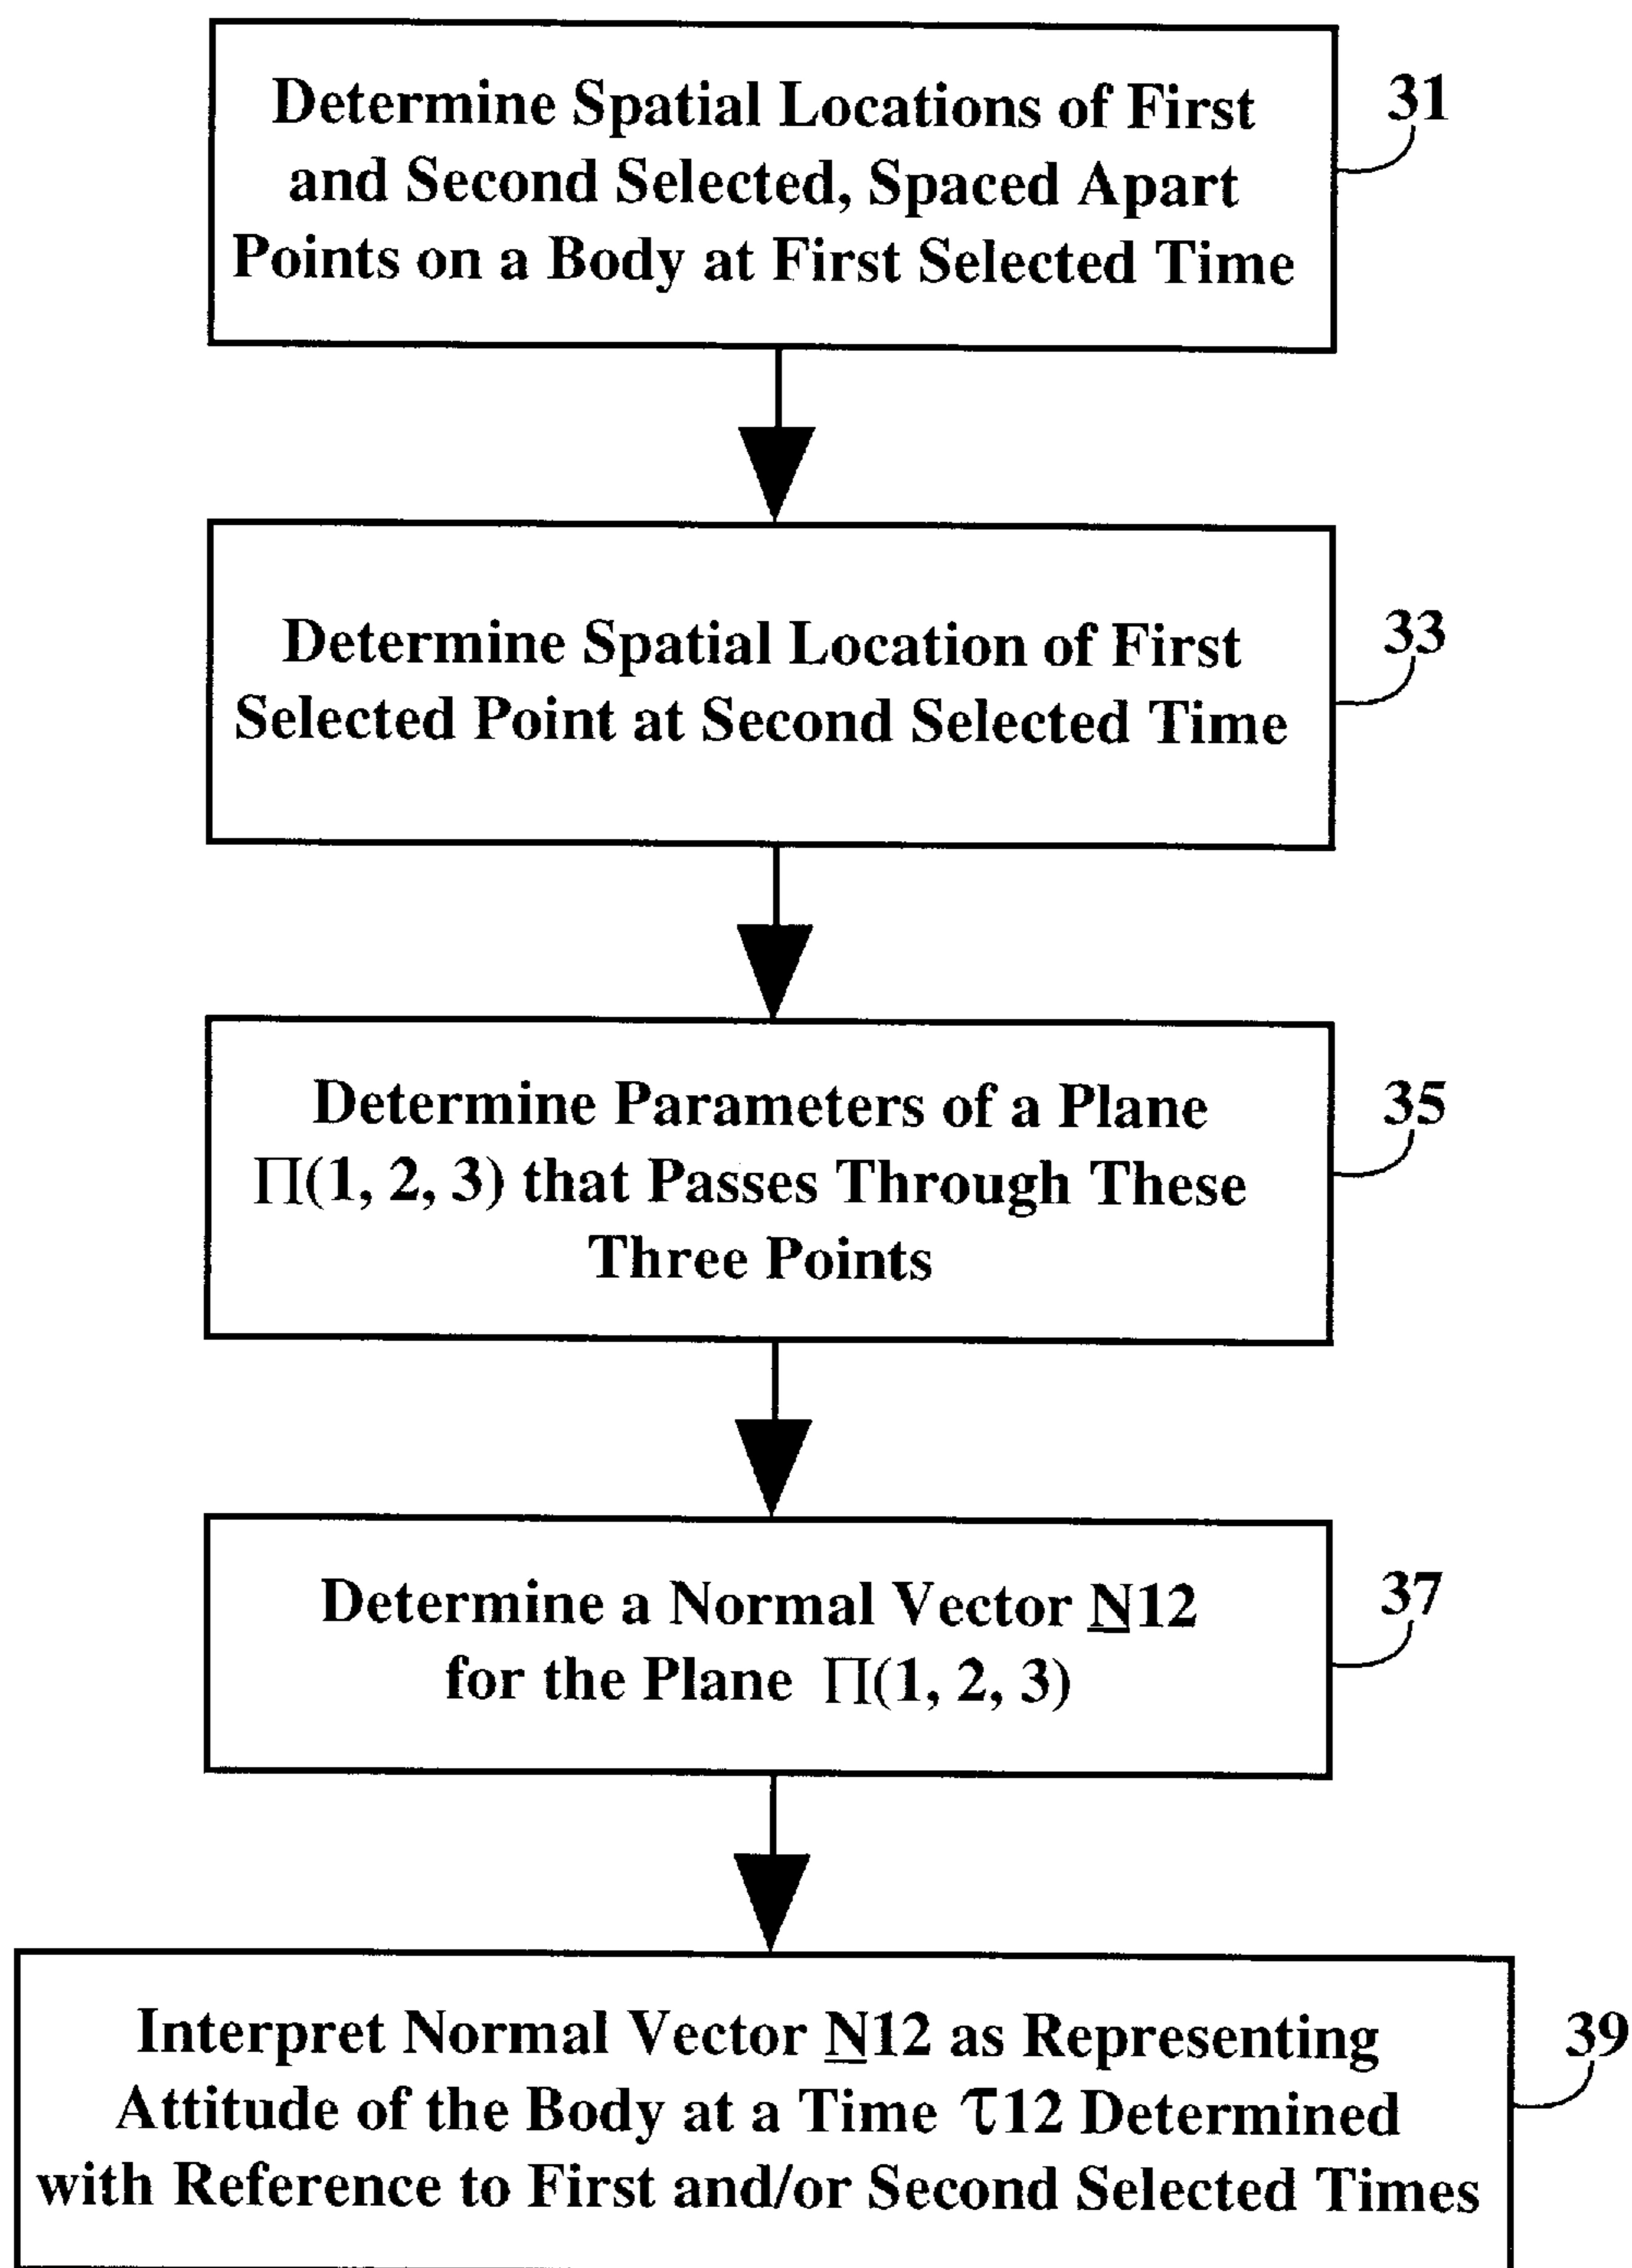 Determine Spatial Locations of First
and Second Selected, Spaced Apart
Points on a Body at First Selected Time
31
Determine Spatial Location of First
Selected Point at Second Selected Time
33
Determine Parameters of a Plane
Π(1, 2, 3) that Passes Through These
Three Points
35
Determine a Normal Vector N12
for the Plane Π(1, 2, 3)
37
Interpret Normal Vector N12 as Representing
Attitude of the Body at a Time τ12 Determined
with Reference to First and/or Second Selected Times
39